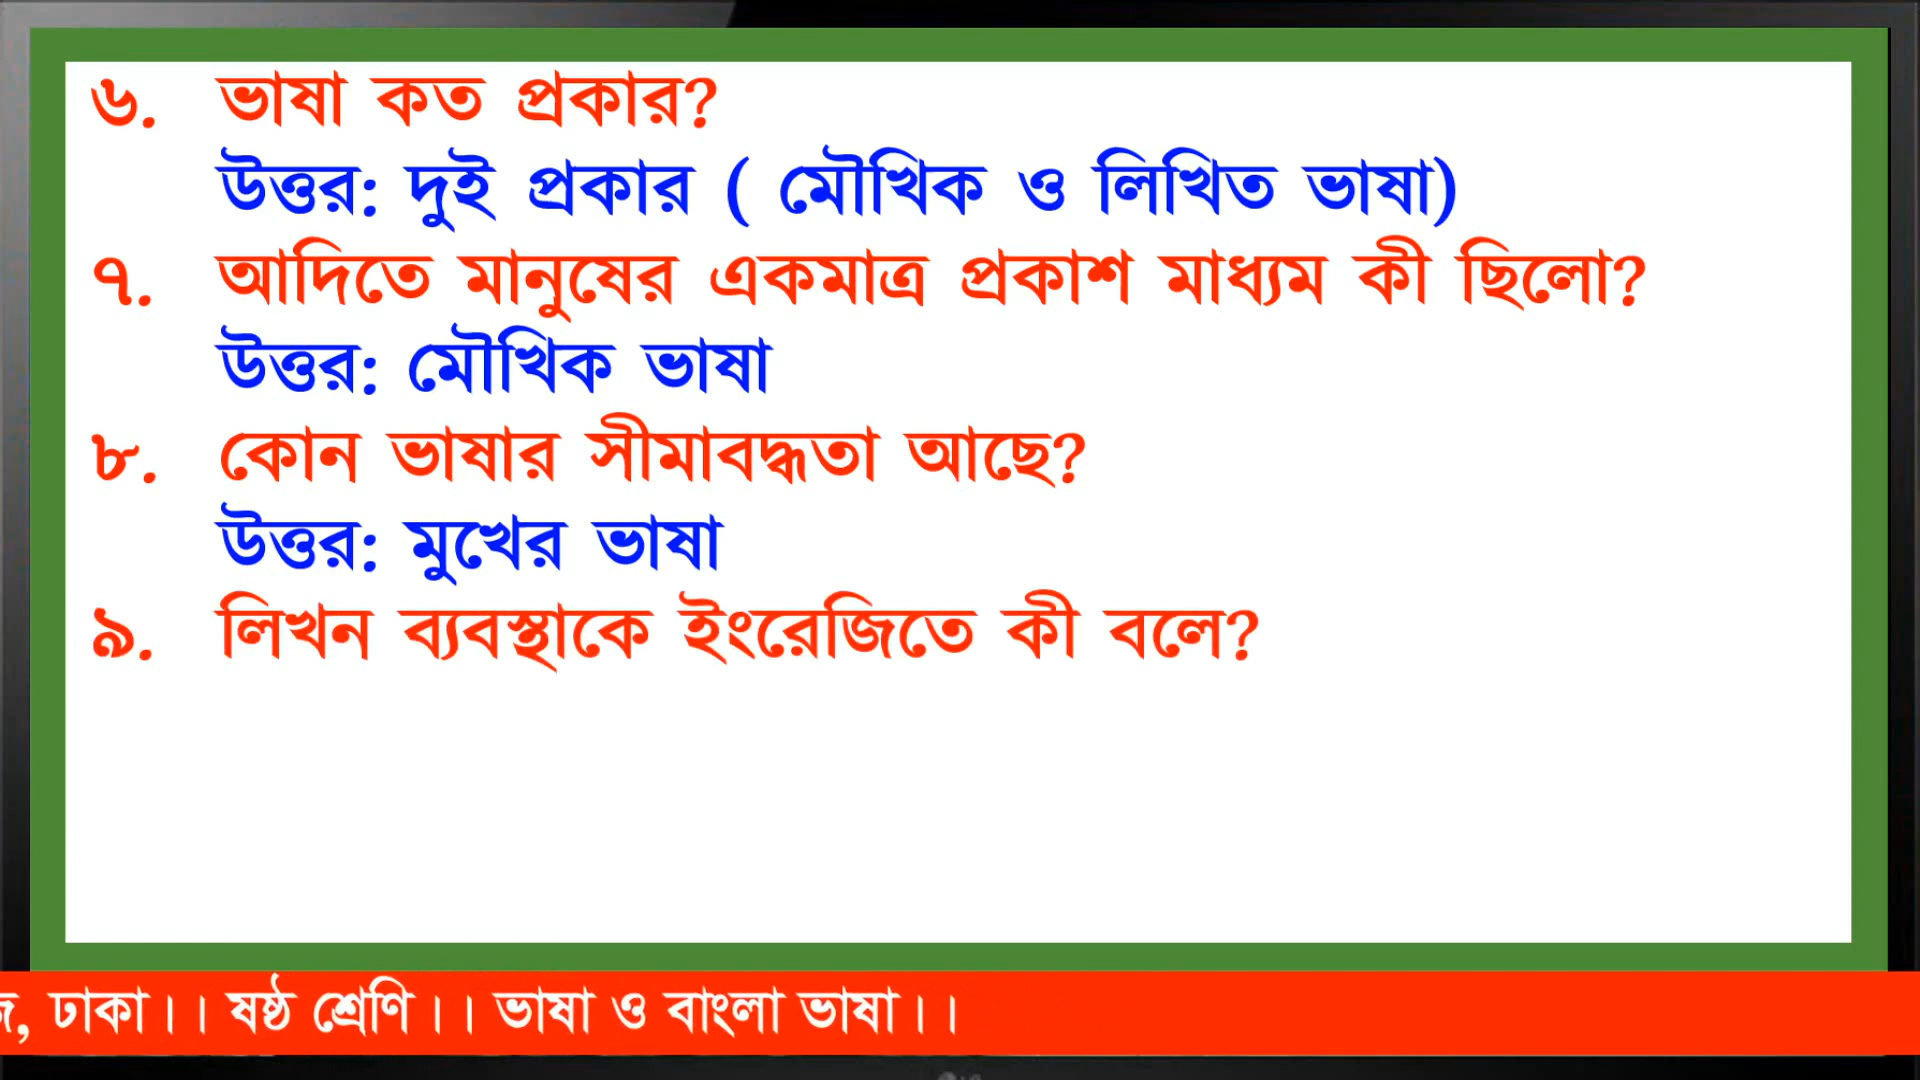 ৬. ভাষা কত প্রকার?
উত্তর: দুই প্রকার ( মৌখিক ও লিখিত ভাষা)
৭. আদিতে মানুষের একমাত্র প্রকাশ মাধ্যম কী ছিলো?
উত্তর: মৌখিক ভাষা
৮. কোন ভাষার সীমাবদ্ধতা আছে?
উত্তর: মুখের ভাষা
৯. লিখন ব্যবস্থাকে ইংরেজিতে কী বলে?
ঢাকা।। ষষ্ঠ শ্রেণি।। ভাষা ও বাংলা ভাষা।।